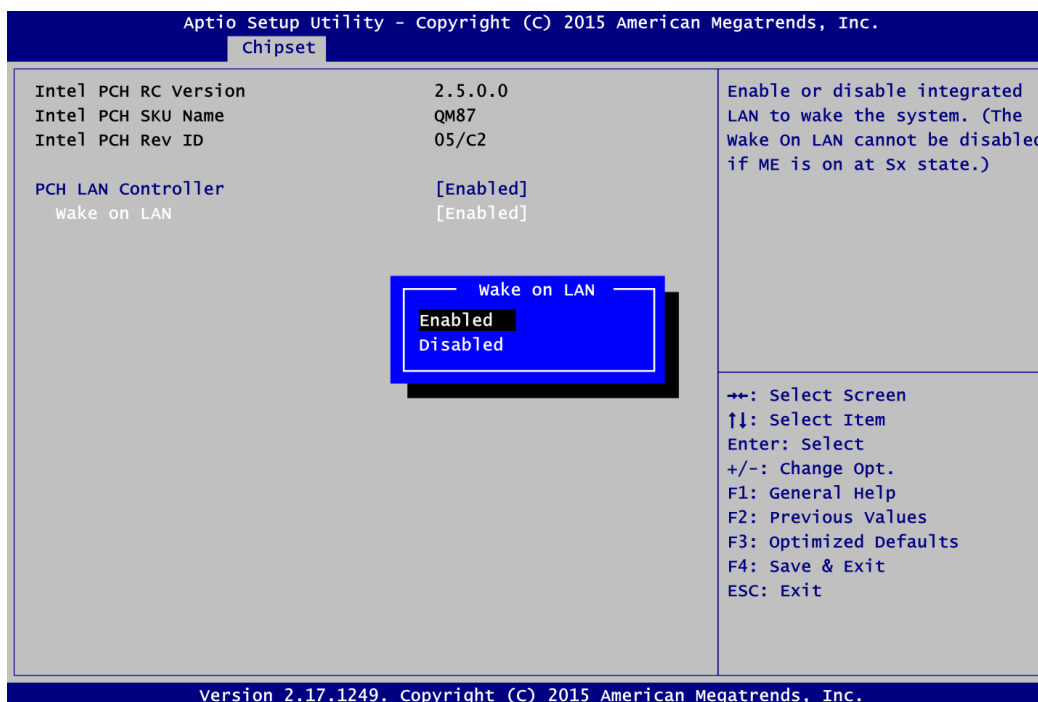 Aptio Setup Utility - Copyright (C) 2015 American Megatrends, Inc.
Chipset
Intel PCH RC Version 2.5.0.0
Intel PCH SKU Name QM87
Intel PCH Rev ID 05/C2
PCH LAN Controller [Enabled]
Wake on LAN [Enabled]
Wake on LAN
Enabled
Disabled
Enable or disable integrated
LAN to wake the system. (The
Wake On LAN cannot be disabled
if ME is on at Sx state.)
→←: Select Screen
↑↓: Select Item
Enter: Select
+/-: Change Opt.
F1: General Help
F2: Previous Values
F3: Optimized Defaults
F4: Save & Exit
ESC: Exit
Version 2.17.1249. Copyright (C) 2015 American Megatrends, Inc.